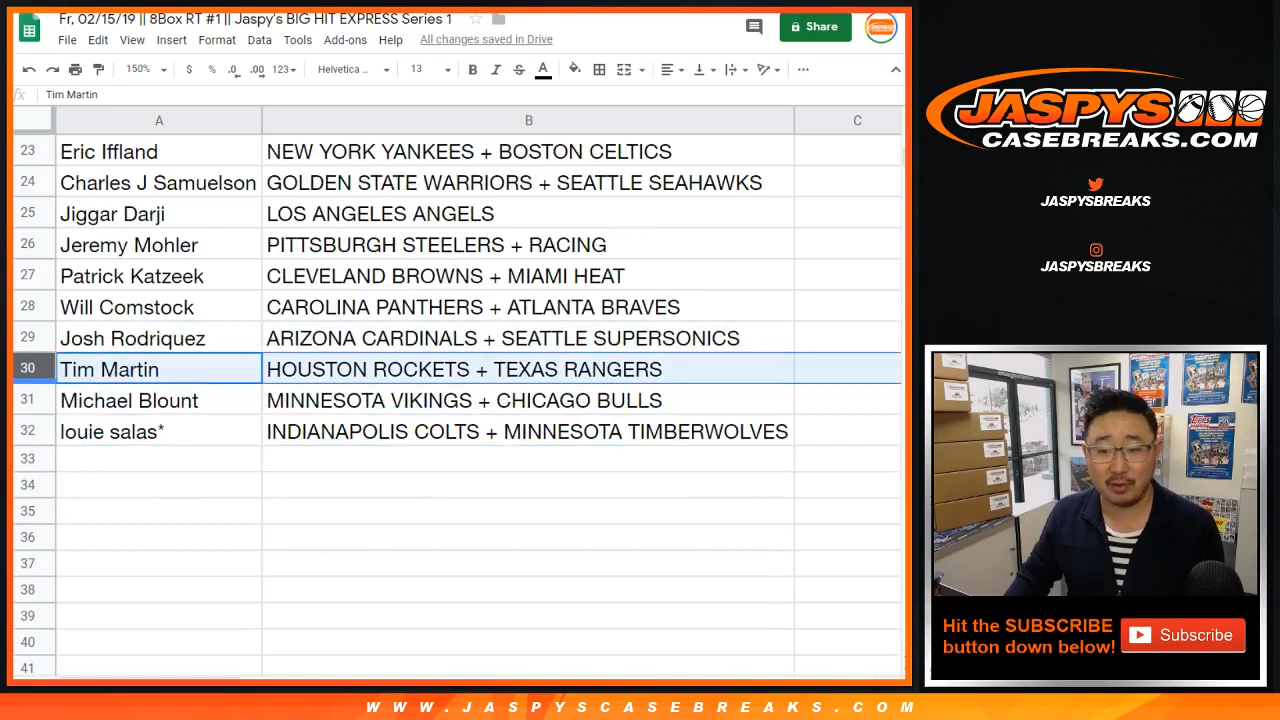 Fr, 02/15/19 || 8Box RT #1 || Jaspy's BIG HIT EXPRESS Series 1
File Edit View Insert Format Data Tools Add-ons Help All changes saved in Drive
Share
150% $ % .0 .00 123 Helvetica ... 13 B I S A
fx Tim Martin
A B C
23 Eric Iffland NEW YORK YANKEES + BOSTON CELTICS
24 Charles J Samuelson GOLDEN STATE WARRIORS + SEATTLE SEAHAWKS
25 Jiggar Darji LOS ANGELES ANGELS
26 Jeremy Mohler PITTSBURGH STEELERS + RACING
27 Patrick Katzeek CLEVELAND BROWNS + MIAMI HEAT
28 Will Comstock CAROLINA PANTHERS + ATLANTA BRAVES
29 Josh Rodriquez ARIZONA CARDINALS + SEATTLE SUPERSONICS
30 Tim Martin HOUSTON ROCKETS + TEXAS RANGERS
31 Michael Blount MINNESOTA VIKINGS + CHICAGO BULLS
32 louie salas* INDIANAPOLIS COLTS + MINNESOTA TIMBERWOLVES
33
34
35
36
37
38
39
40
41
JASPYS
CASEBREAKS.COM
JASPYSBREAKS
JASPYSBREAKS
Hit the SUBSCRIBE
button down below!
Subscribe
WWW.JASPYSCASEBREAKS.COM